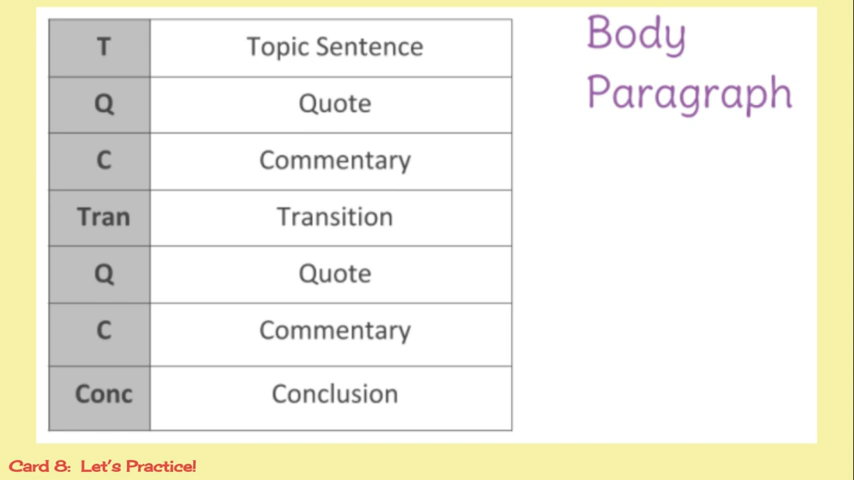 Body
Paragraph
T Topic Sentence
Q Quote
C Commentary
Tran Transition
Q Quote
C Commentary
Conc Conclusion
Card 8: Let's Practice!